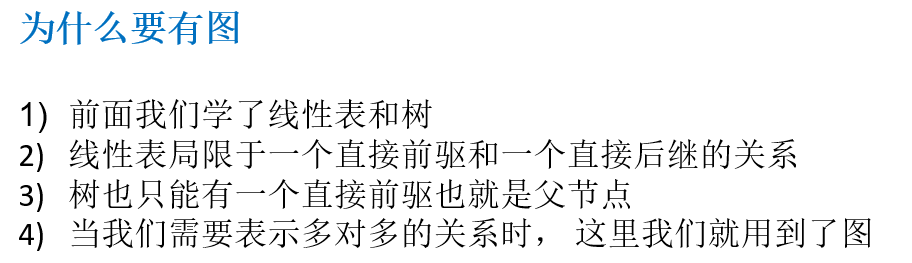 为什么要有图
1) 前面我们学了线性表和树
2) 线性表局限于一个直接前驱和一个直接后继的关系
3) 树也只能有一个直接前驱也就是父节点
4) 当我们需要表示多对多的关系时， 这里我们就用到了图